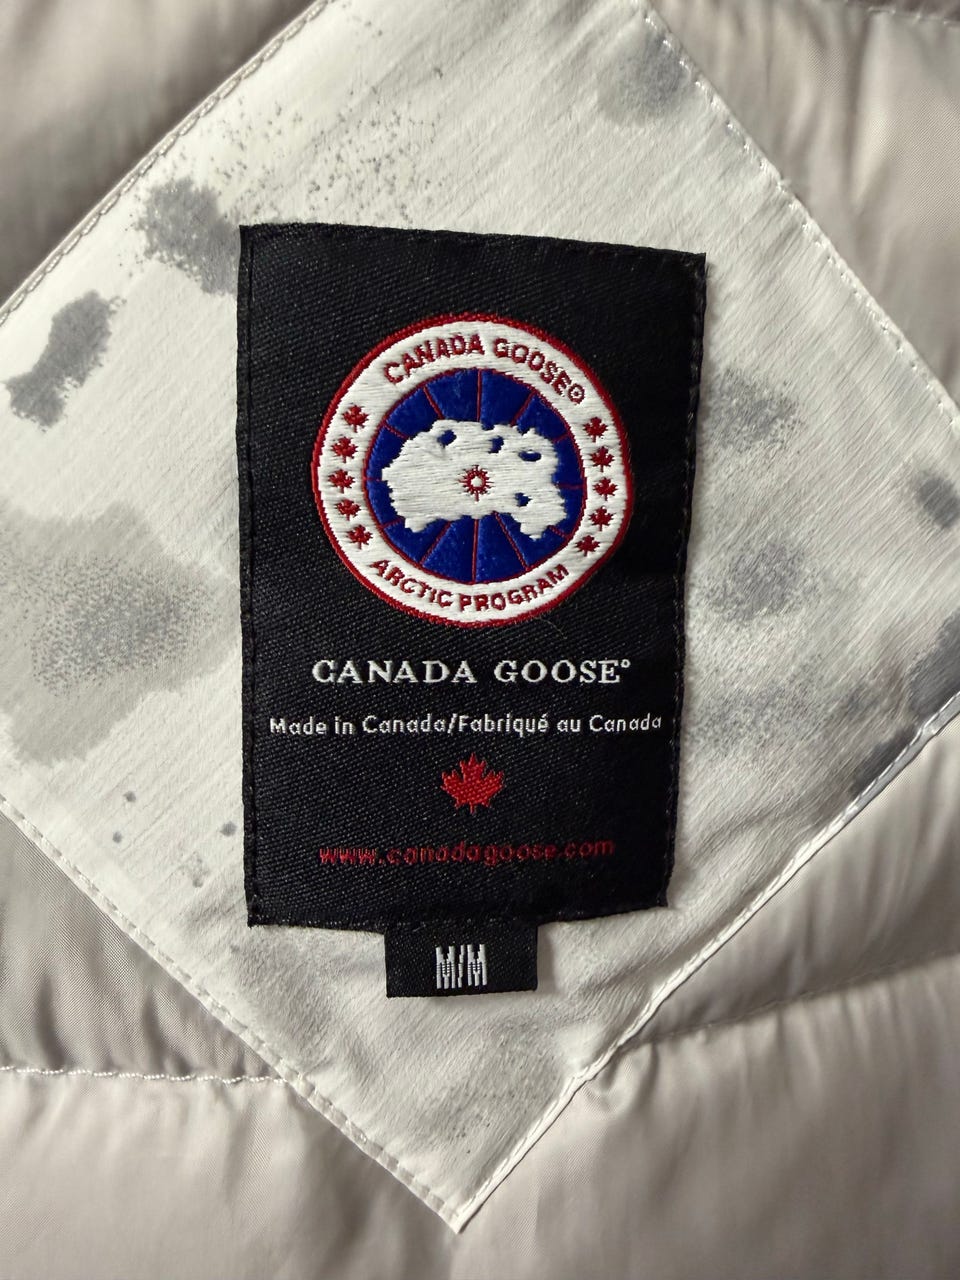 CANADA GOOSE®
ARCTIC PROGRAM
CANADA GOOSE®
Made in Canada/Fabriqué au Canada
www.canadagoose.com
M/M